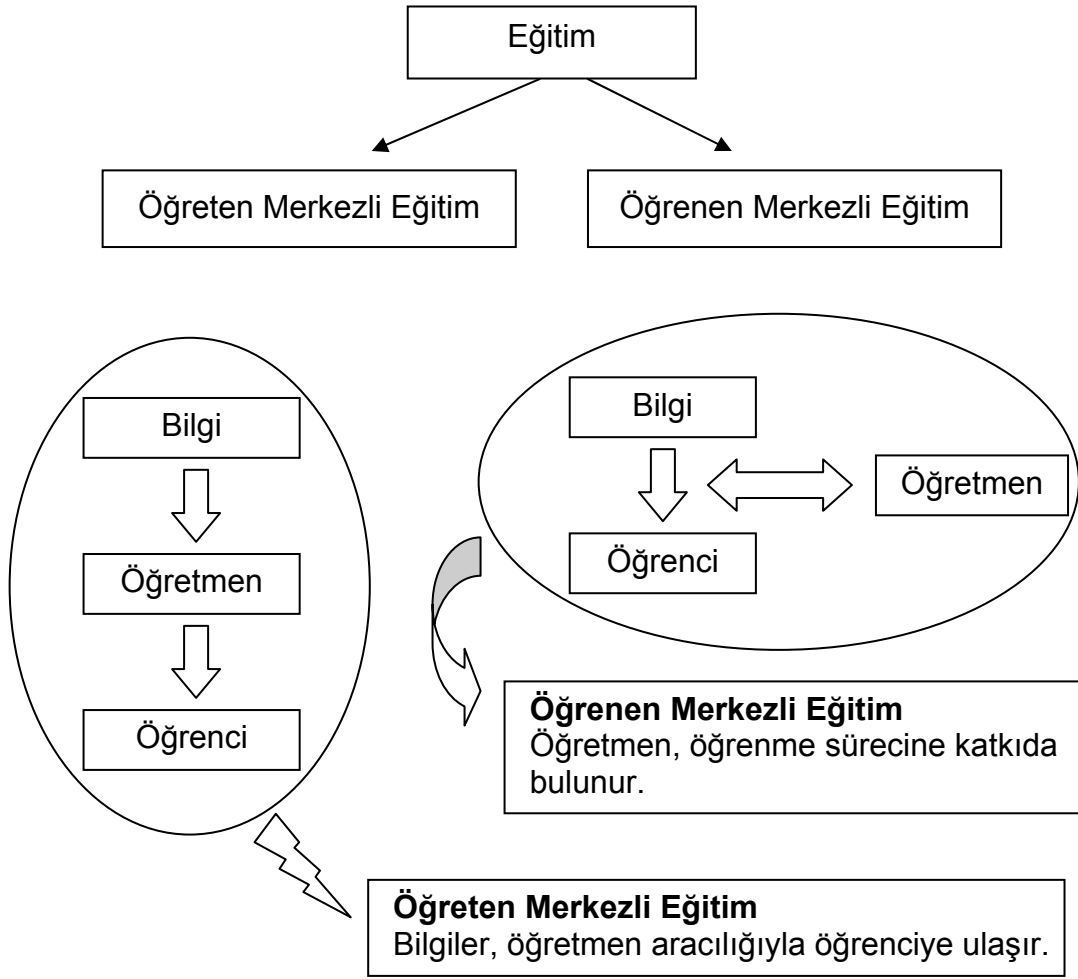 Eğitim
Öğreten Merkezli Eğitim
Öğrenen Merkezli Eğitim
Bilgi
Öğretmen
Öğrenci
Bilgi
Öğretmen
Öğrenci
Öğrenen Merkezli Eğitim
Öğretmen, öğrenme sürecine katkıda
bulunur.
Öğreten Merkezli Eğitim
Bilgiler, öğretmen aracılığıyla öğrenciye ulaşır.